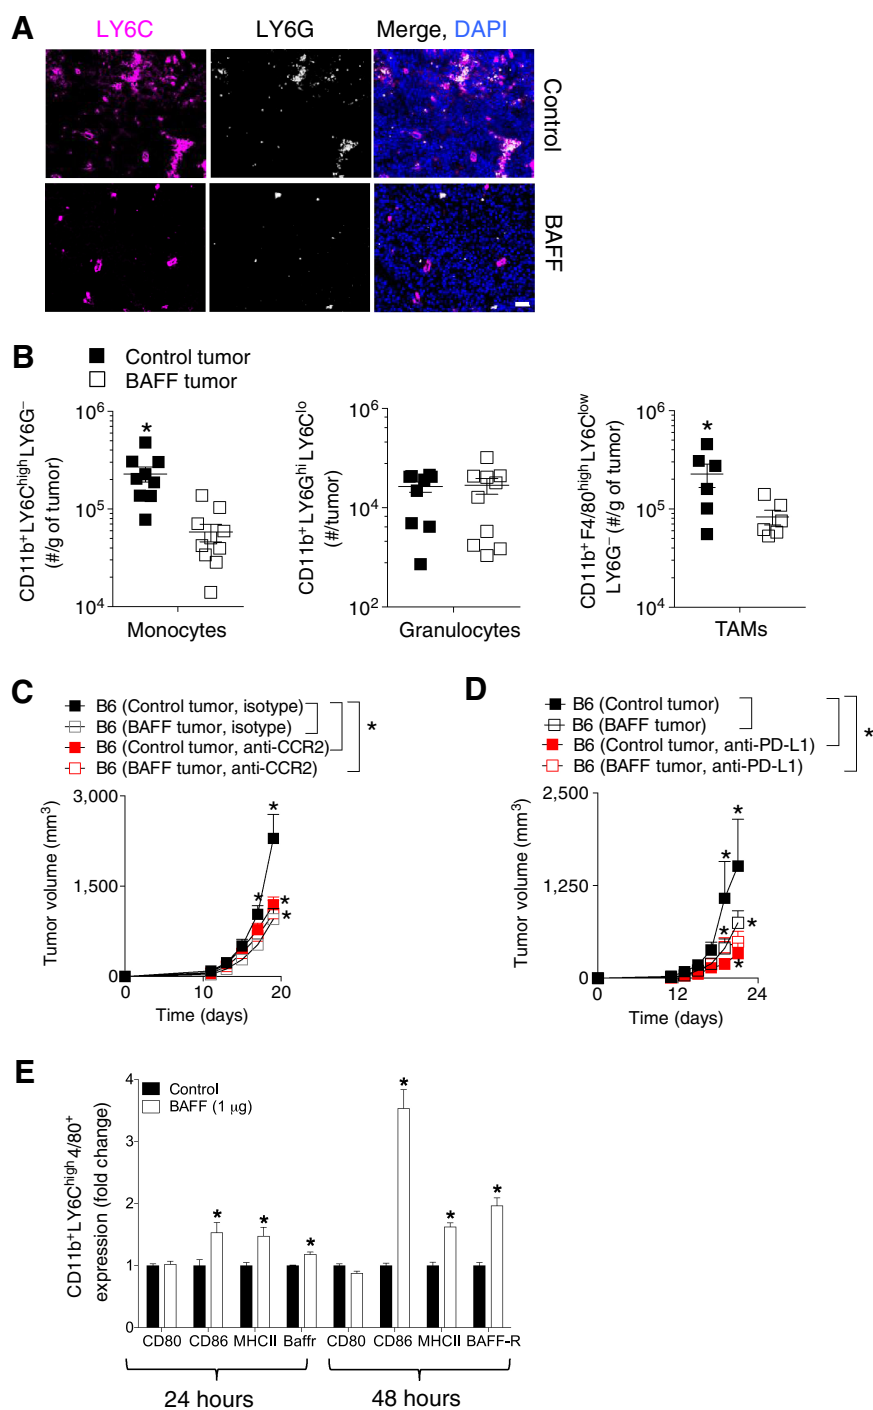 A
LY6C
LY6G
Merge, DAPI
Control
BAFF
B
Control tumor
BAFF tumor
CD11b⁺LY6C^high LY6G⁻
(#/g of tumor)
10⁶
10⁵
10⁴
Monocytes
CD11b⁺LY6G^hi LY6C^lo
(#/tumor)
10⁶
10⁴
10²
Granulocytes
CD11b⁺F4/80^high LY6C^low
LY6G⁻ (#/g of tumor)
10⁶
10⁵
10⁴
TAMs
*
*
C
B6 (Control tumor, isotype)
B6 (BAFF tumor, isotype)
B6 (Control tumor, anti-CCR2)
B6 (BAFF tumor, anti-CCR2)
*
Tumor volume (mm³)
3,000
1,500
0
* * * *
0 10 20
Time (days)
D
B6 (Control tumor)
B6 (BAFF tumor)
B6 (Control tumor, anti-PD-L1)
B6 (BAFF tumor, anti-PD-L1)
*
Tumor volume (mm³)
2,500
1,250
0
* * * * *
0 12 24
Time (days)
E
Control
BAFF (1 μg)
CD11b⁺LY6C^high 4/80⁺
expression (fold change)
4
3
2
1
0
* * * * * *
CD80 CD86 MHCII Baffr CD80 CD86 MHCII BAFF-R
24 hours 48 hours